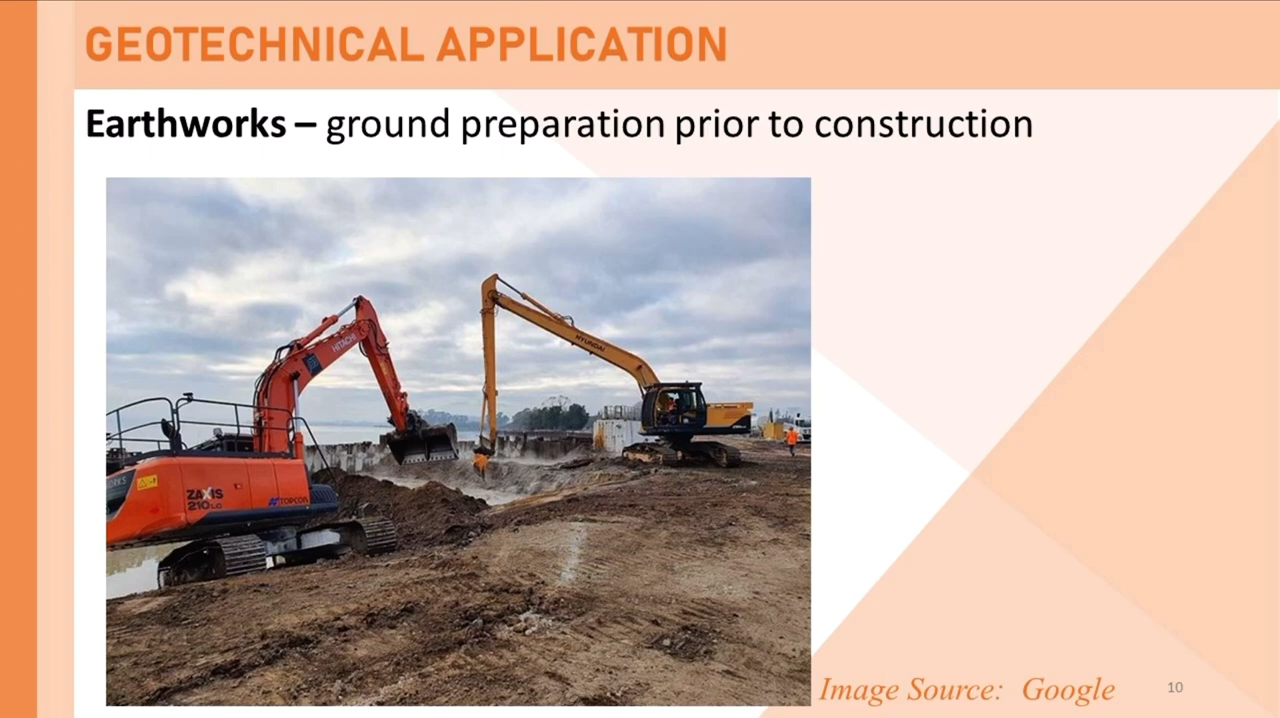 GEOTECHNICAL APPLICATION
Earthworks – ground preparation prior to construction
HITACHI
HYUNDAI
ZAXIS
210LC
TOPCON
Image Source: Google
10